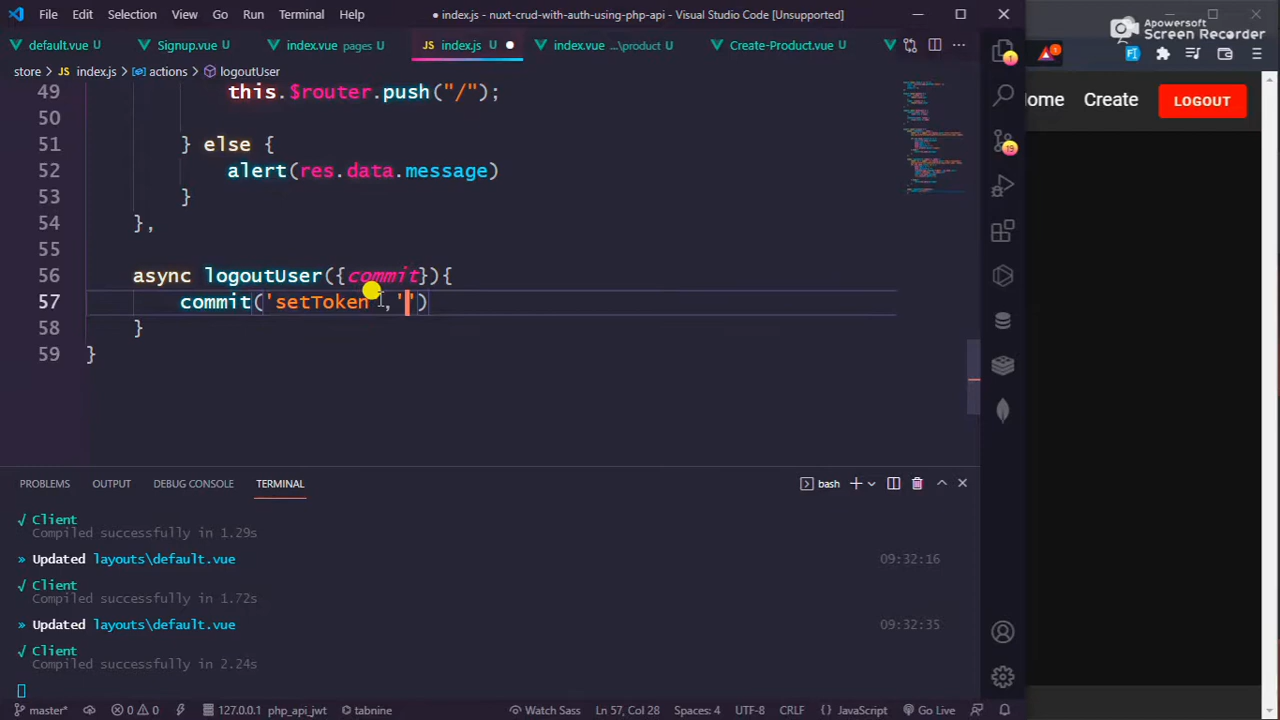 File Edit Selection View Go Run Terminal Help
● index.js - nuxt-crud-with-auth-using-php-api - Visual Studio Code [Unsupported]
Apowersoft
Screen Recorder
default.vue U
Signup.vue U
index.vue pages U
JS index.js U
index.vue ...\product U
Create-Product.vue U
store > JS index.js > actions > logoutUser
49 this.$router.push("/");
50
51 } else {
52 alert(res.data.message)
53 }
54 },
55
56 async logoutUser({commit}){
57 commit('setToken','')
58 }
59 }
Create LOGOUT
PROBLEMS OUTPUT DEBUG CONSOLE TERMINAL
bash
√ Client
Compiled successfully in 1.29s
» Updated layouts\default.vue 09:32:16
√ Client
Compiled successfully in 1.72s
» Updated layouts\default.vue 09:32:35
√ Client
Compiled successfully in 2.24s
1
19
1
master* 0 0 127.0.0.1 php_api_jwt tabnine Watch Sass Ln 57, Col 28 Spaces: 4 UTF-8 CRLF JavaScript Go Live